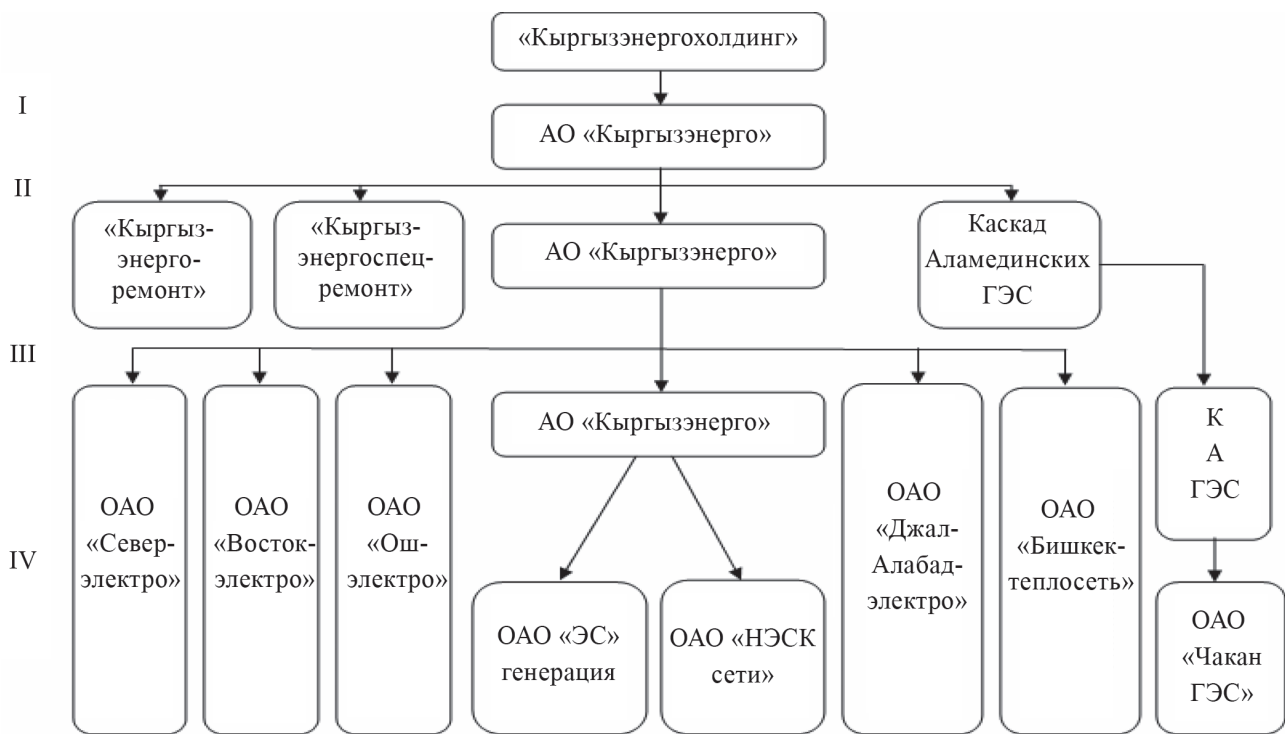 «Кыргызэнергохолдинг»
I
АО «Кыргызэнерго»
II
«Кыргыз-
энерго-
ремонт»
«Кыргыз-
энергоспец-
ремонт»
АО «Кыргызэнерго»
Каскад
Аламединских
ГЭС
III
АО «Кыргызэнерго»
К
А
ГЭС
IV
ОАО
«Север-
электро»
ОАО
«Восток-
электро»
ОАО
«Ош-
электро»
ОАО «ЭС»
генерация
ОАО «НЭСК
сети»
ОАО
«Джал-
Алабад-
электро»
ОАО
«Бишкек-
теплосеть»
ОАО
«Чакан
ГЭС»